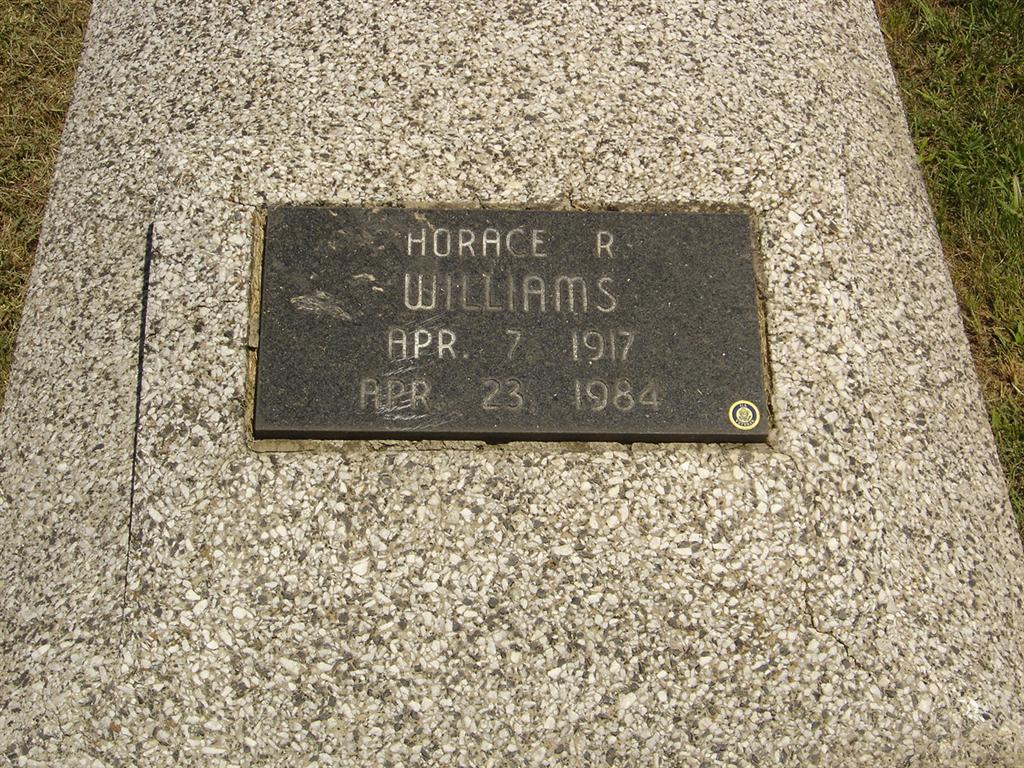 HORACE R.
WILLIAMS
APR. 7, 1917
APR. 23, 1984